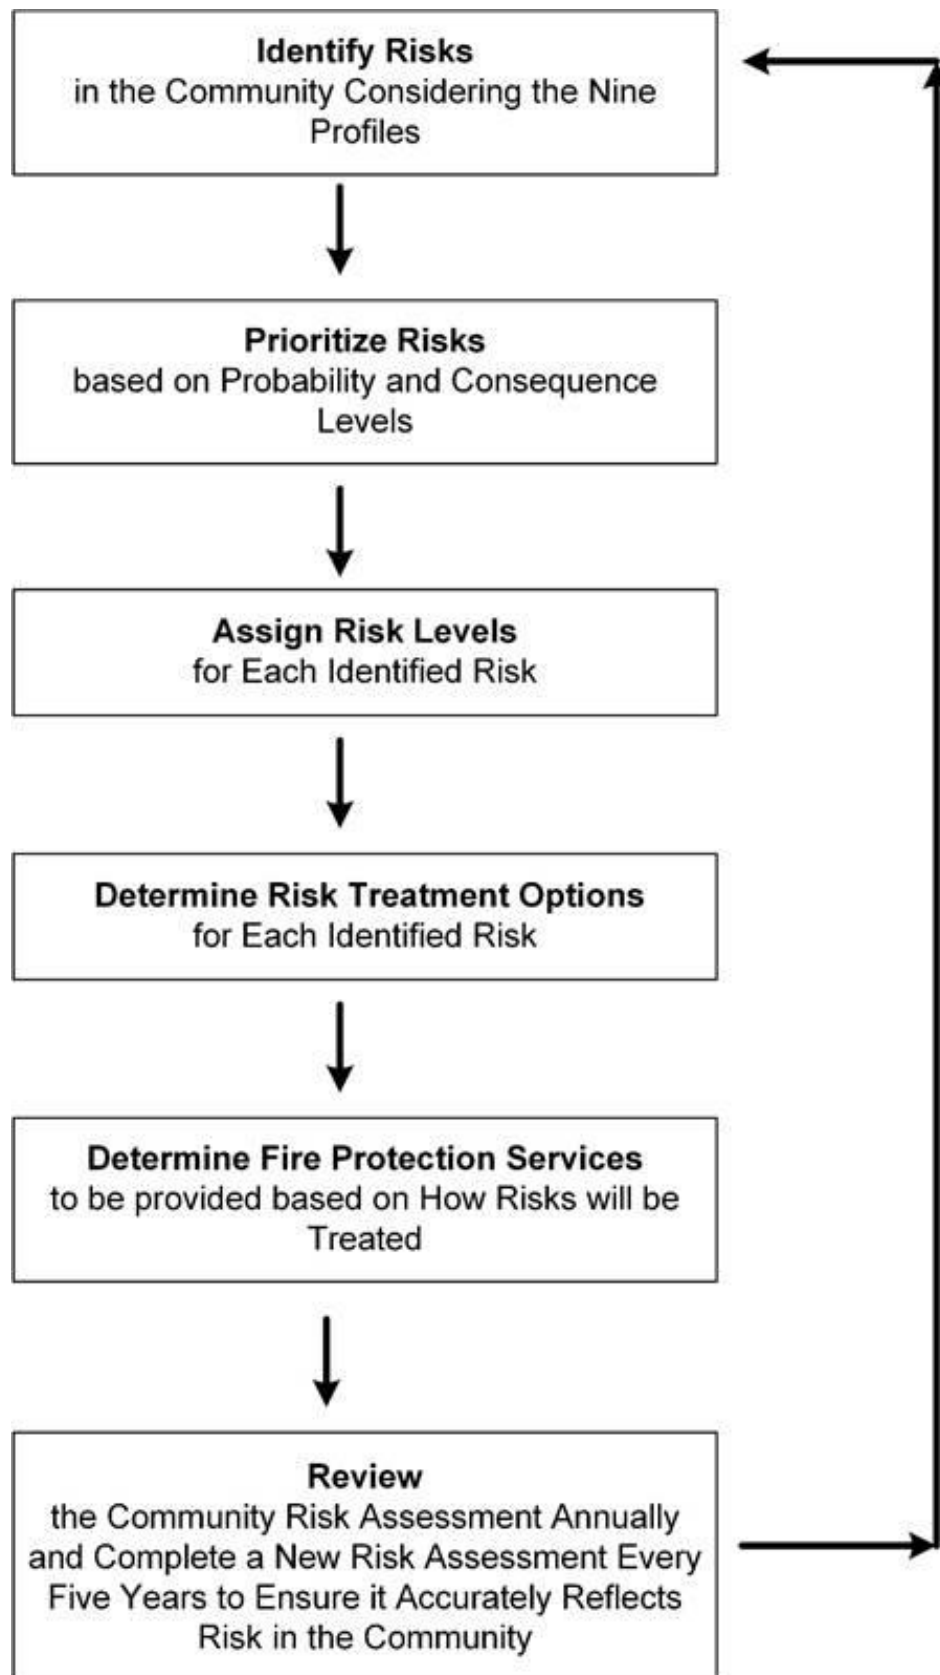 Identify Risks
in the Community Considering the Nine
Profiles
Prioritize Risks
based on Probability and Consequence
Levels
Assign Risk Levels
for Each Identified Risk
Determine Risk Treatment Options
for Each Identified Risk
Determine Fire Protection Services
to be provided based on How Risks will be
Treated
Review
the Community Risk Assessment Annually
and Complete a New Risk Assessment Every
Five Years to Ensure it Accurately Reflects
Risk in the Community